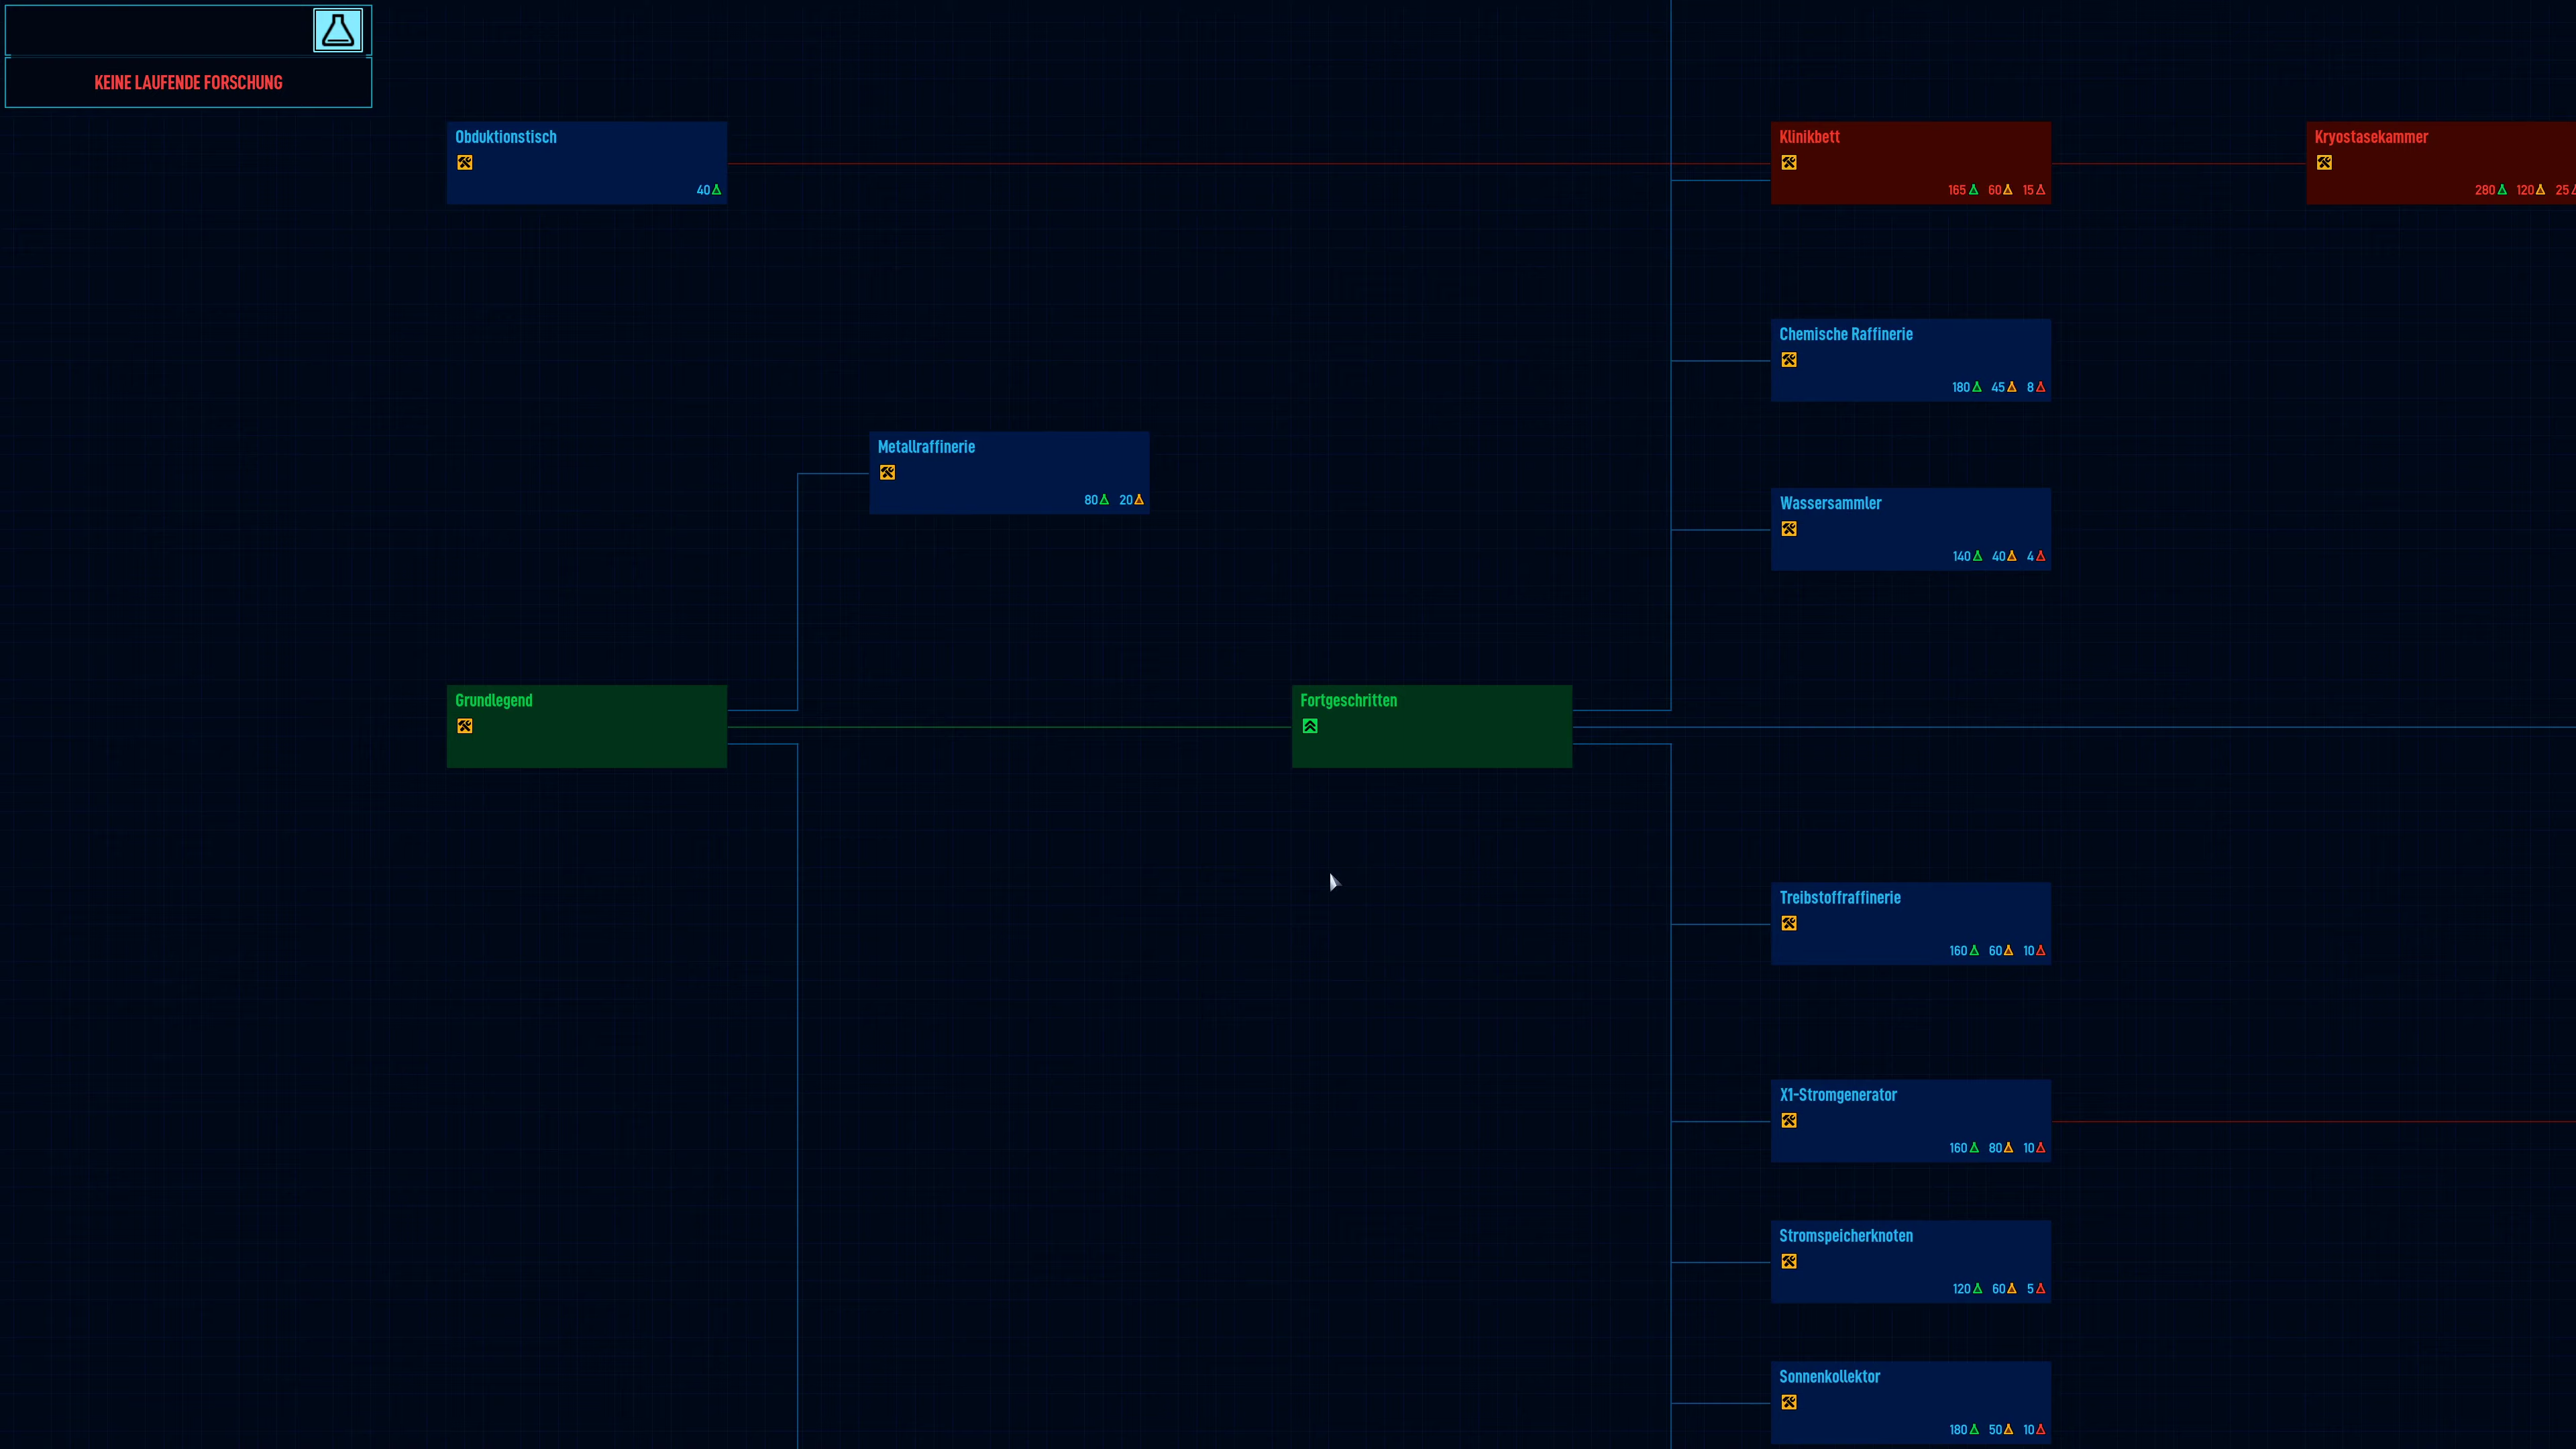 KEINE LAUFENDE FORSCHUNG
Obduktionstisch
40
Klinikbett
165 60 15
Kryostasekammer
280 120 25
Chemische Raffinerie
180 45 8
Metallraffinerie
80 20
Wassersammler
140 40 4
Grundlegend
Fortgeschritten
Treibstoffraffinerie
160 60 10
X1-Stromgenerator
160 80 10
Stromspeicherknoten
120 60 5
Sonnenkollektor
180 50 10